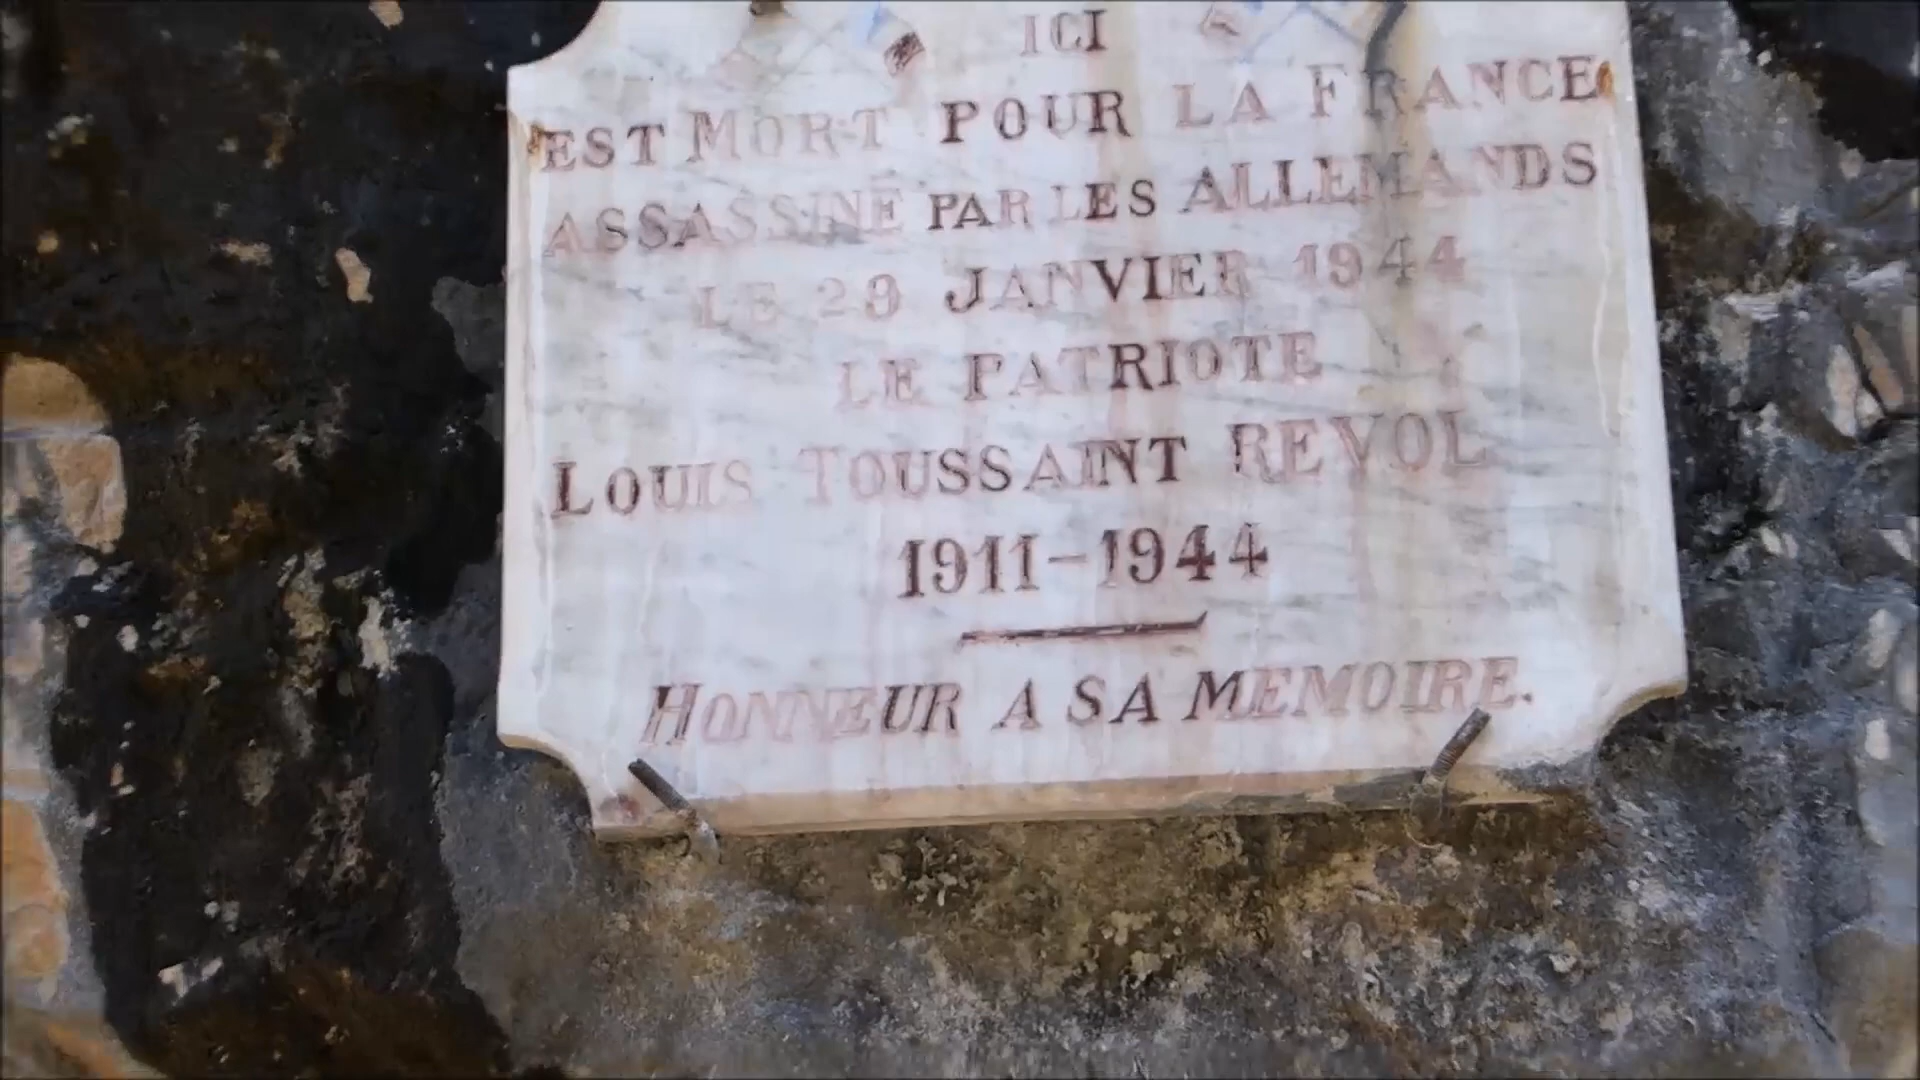 ICI
EST MORT POUR LA FRANCE
ASSASSINÉ PAR LES ALLEMANDS
LE 29 JANVIER 1944
LE PATRIOTE
LOUIS TOUSSAINT REVOL
1911-1944
HONNEUR A SA MEMOIRE.